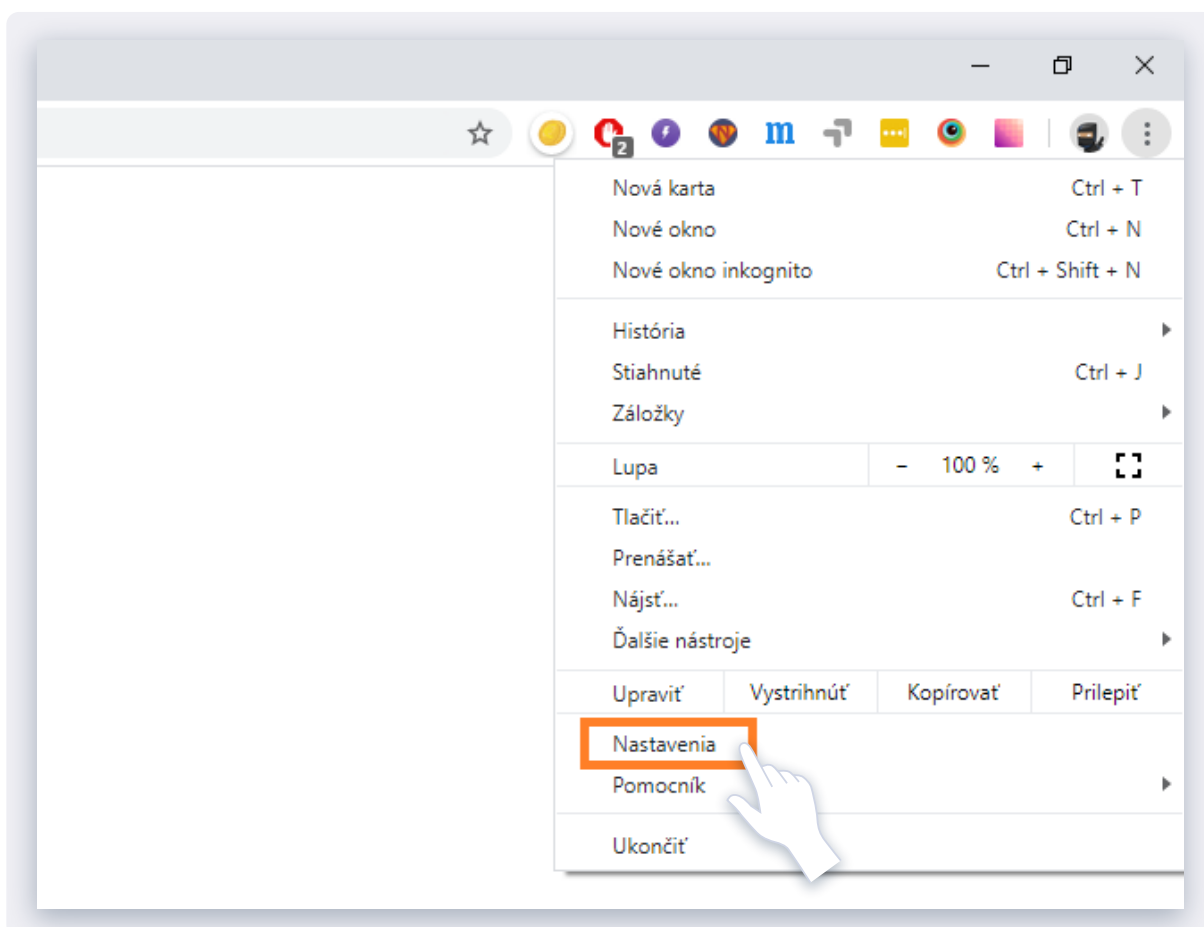 2
m
Nová karta Ctrl + T
Nové okno Ctrl + N
Nové okno inkognito Ctrl + Shift + N
História
Stiahnuté Ctrl + J
Záložky
Lupa - 100 % +
Tlačiť... Ctrl + P
Prenášať...
Nájsť... Ctrl + F
Ďalšie nástroje
Upraviť Vystrihnúť Kopírovať Prilepiť
Nastavenia
Pomocník
Ukončiť